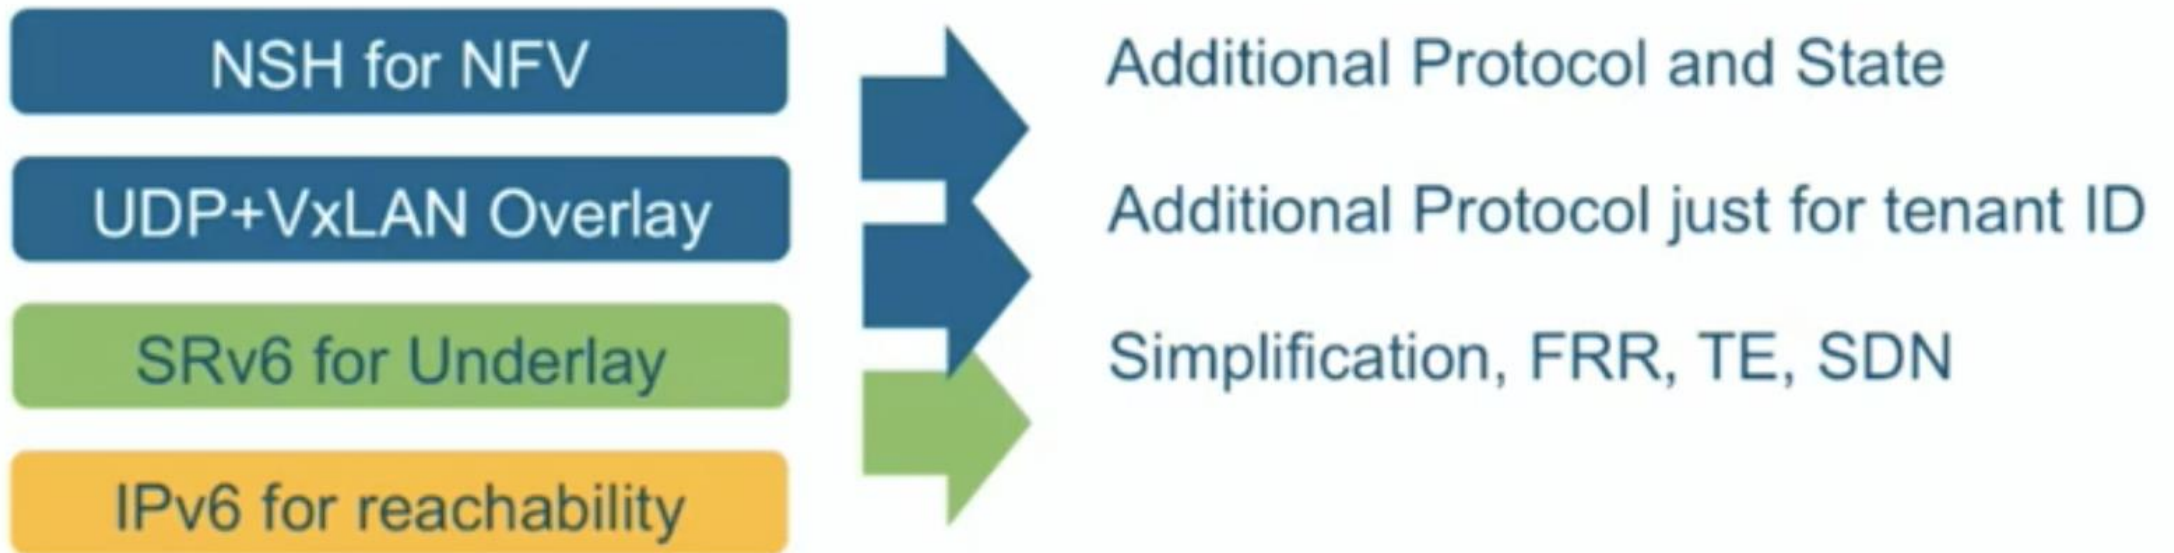 NSH for NFV
Additional Protocol and State
UDP+VxLAN Overlay
Additional Protocol just for tenant ID
SRv6 for Underlay
Simplification, FRR, TE, SDN
IPv6 for reachability